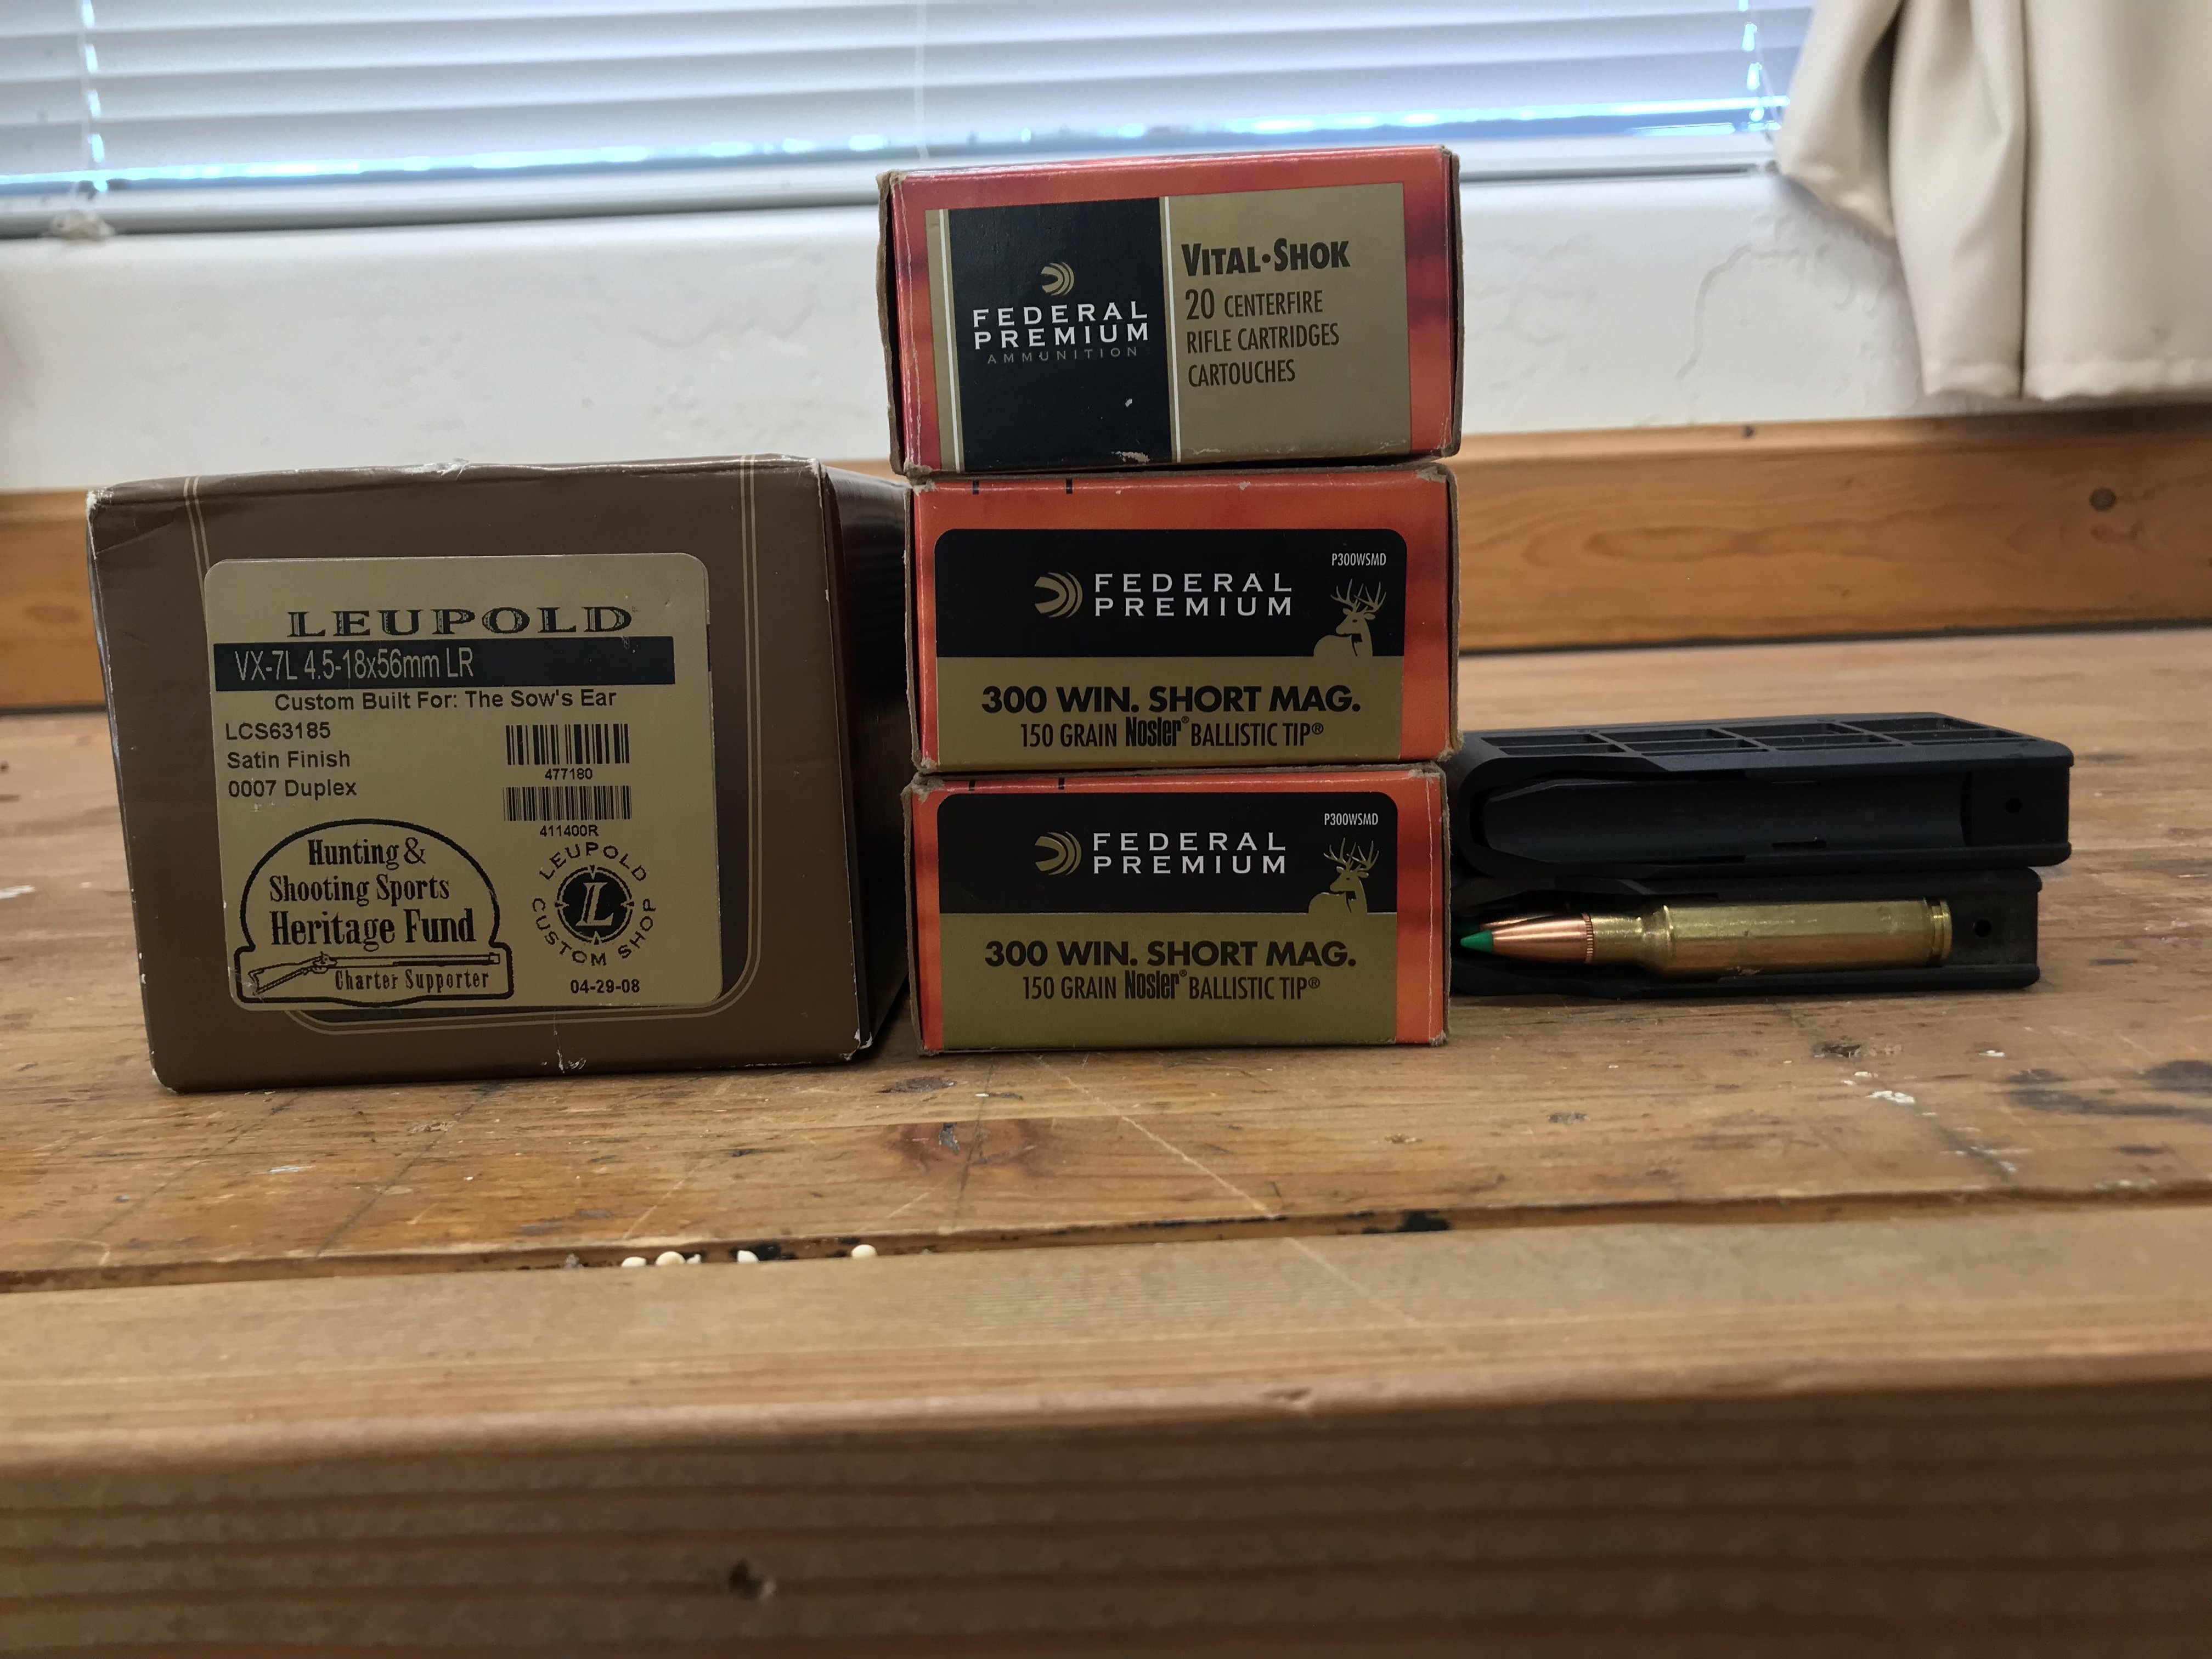 LEUPOLD
VX-7L 4.5-18x56mm LR
Custom Built For: The Sow's Ear
LCS63185
Satin Finish
0007 Duplex
477180
411400R
Hunting &
Shooting Sports
Heritage Fund
Charter Supporter
LEUPOLD
L
CUSTOM SHOP
04-29-08
FEDERAL
PREMIUM
AMMUNITION
VITAL•SHOK
20 CENTERFIRE
RIFLE CARTRIDGES
CARTOUCHES
P300WSMD
FEDERAL
PREMIUM
300 WIN. SHORT MAG.
150 GRAIN Nosler® BALLISTIC TIP®
P300WSMD
FEDERAL
PREMIUM
300 WIN. SHORT MAG.
150 GRAIN Nosler® BALLISTIC TIP®